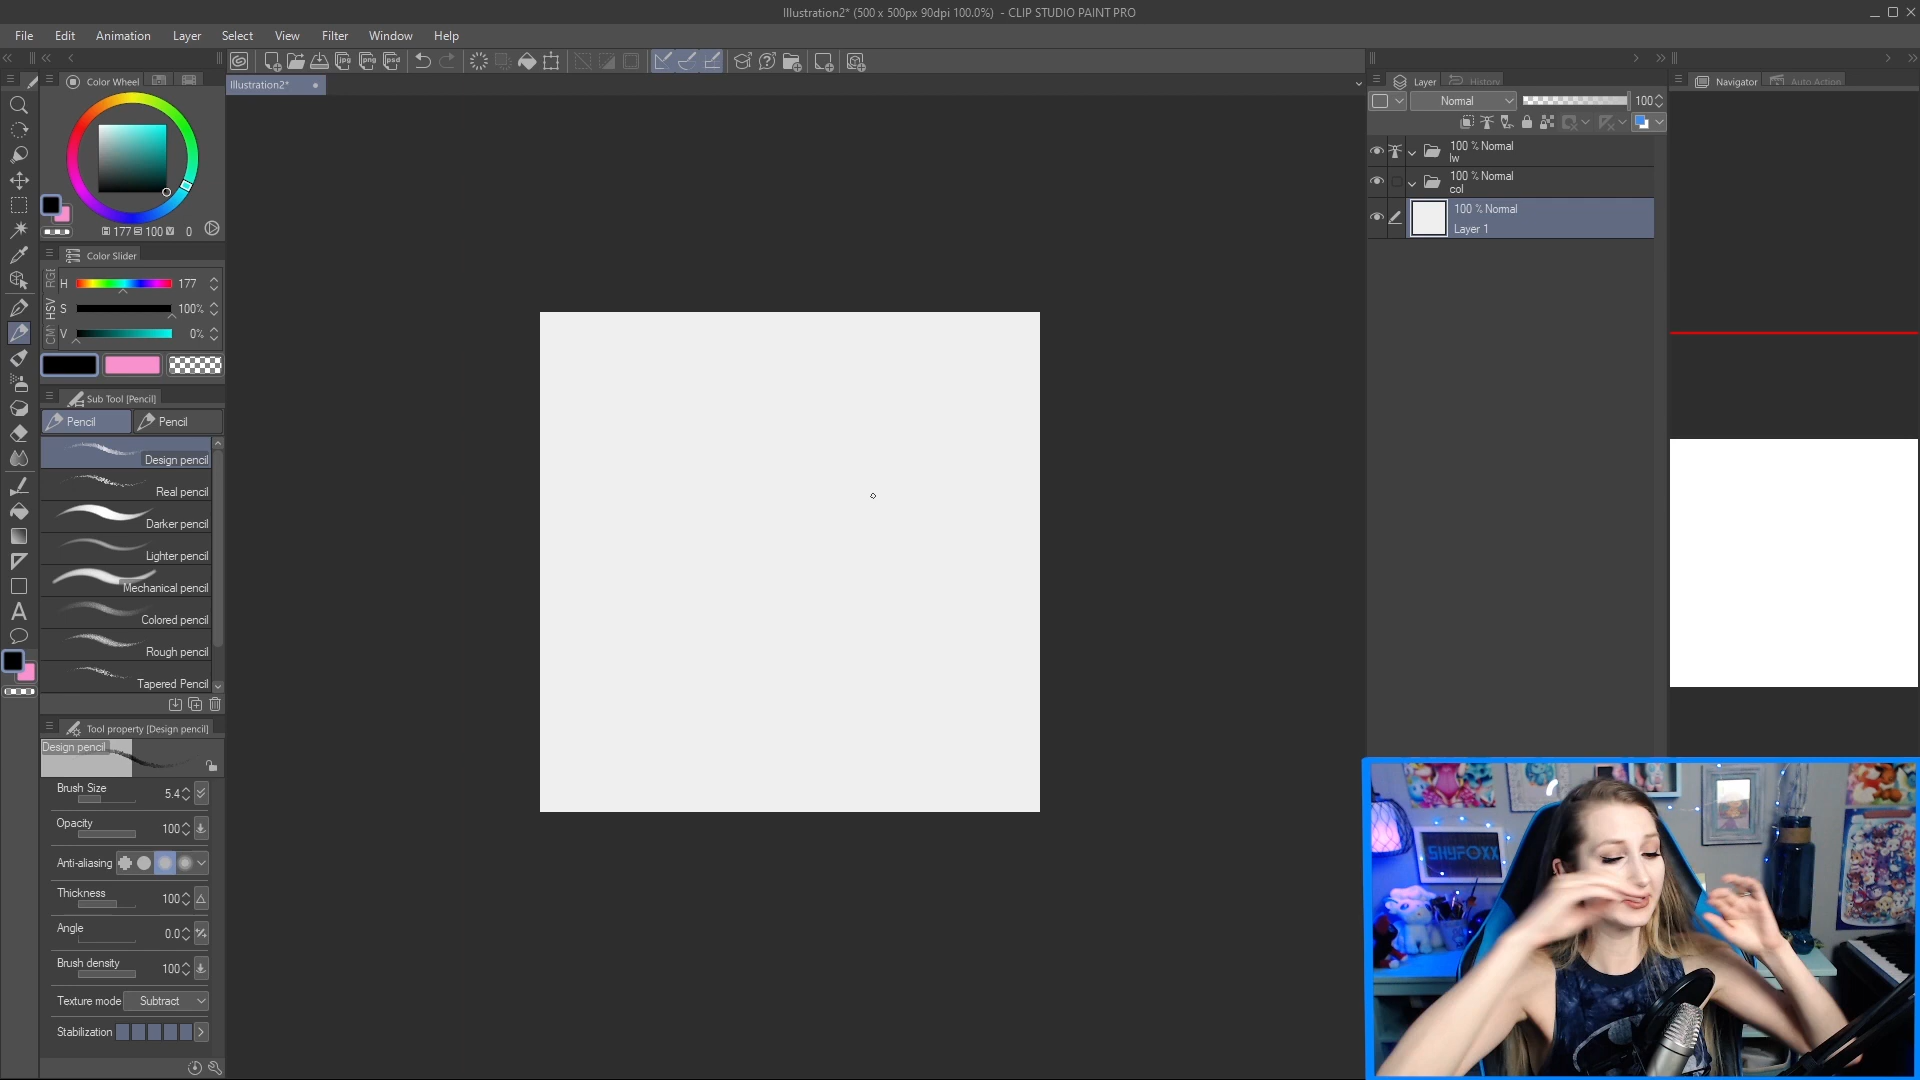 Illustration2* (500 x 500px 90dpi 100.0%) - CLIP STUDIO PAINT PRO
File Edit Animation Layer Select View Filter Window Help
Color Wheel
Illustration2*
Layer
History
Navigator
Auto Action
Normal
100
100 % Normal
lw
100 % Normal
col
100 % Normal
Layer 1
177 100 0
Color Slider
HSV
H 177
S 100%
V 0%
Sub Tool [Pencil]
Pencil
Pencil
Design pencil
Real pencil
Darker pencil
Lighter pencil
Mechanical pencil
Colored pencil
Rough pencil
Tapered Pencil
Tool property [Design pencil]
Design pencil
Brush Size 5.4
Opacity 100
Anti-aliasing
Thickness 100
Angle 0.0
Brush density 100
Texture mode Subtract
Stabilization
SHYFOXX